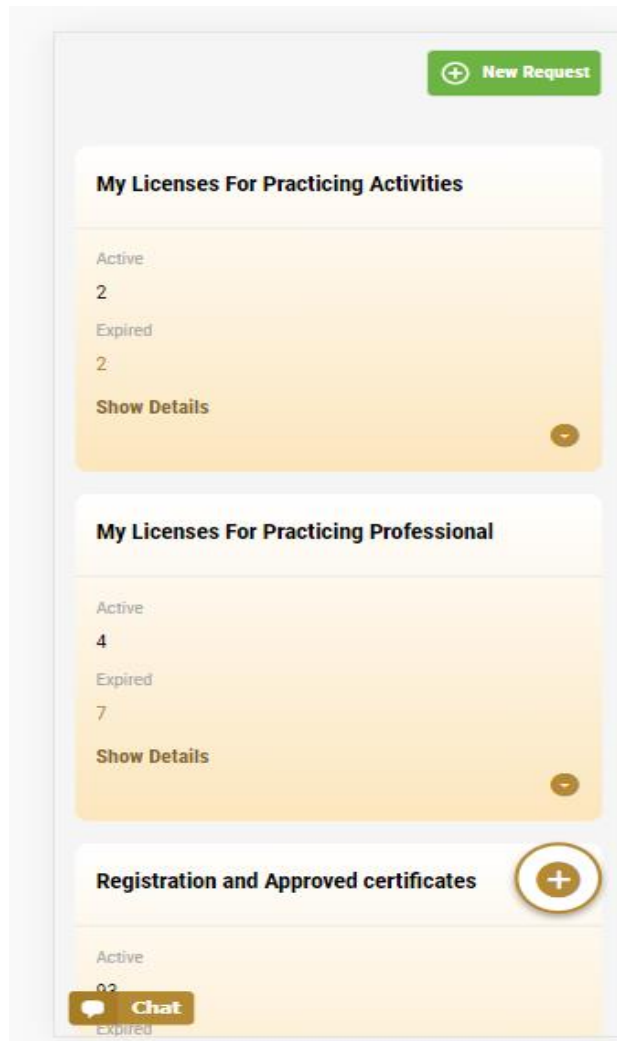 New Request
My Licenses For Practicing Activities
Active
2
Expired
2
Show Details
My Licenses For Practicing Professional
Active
4
Expired
7
Show Details
Registration and Approved certificates
Active
Chat
Expired